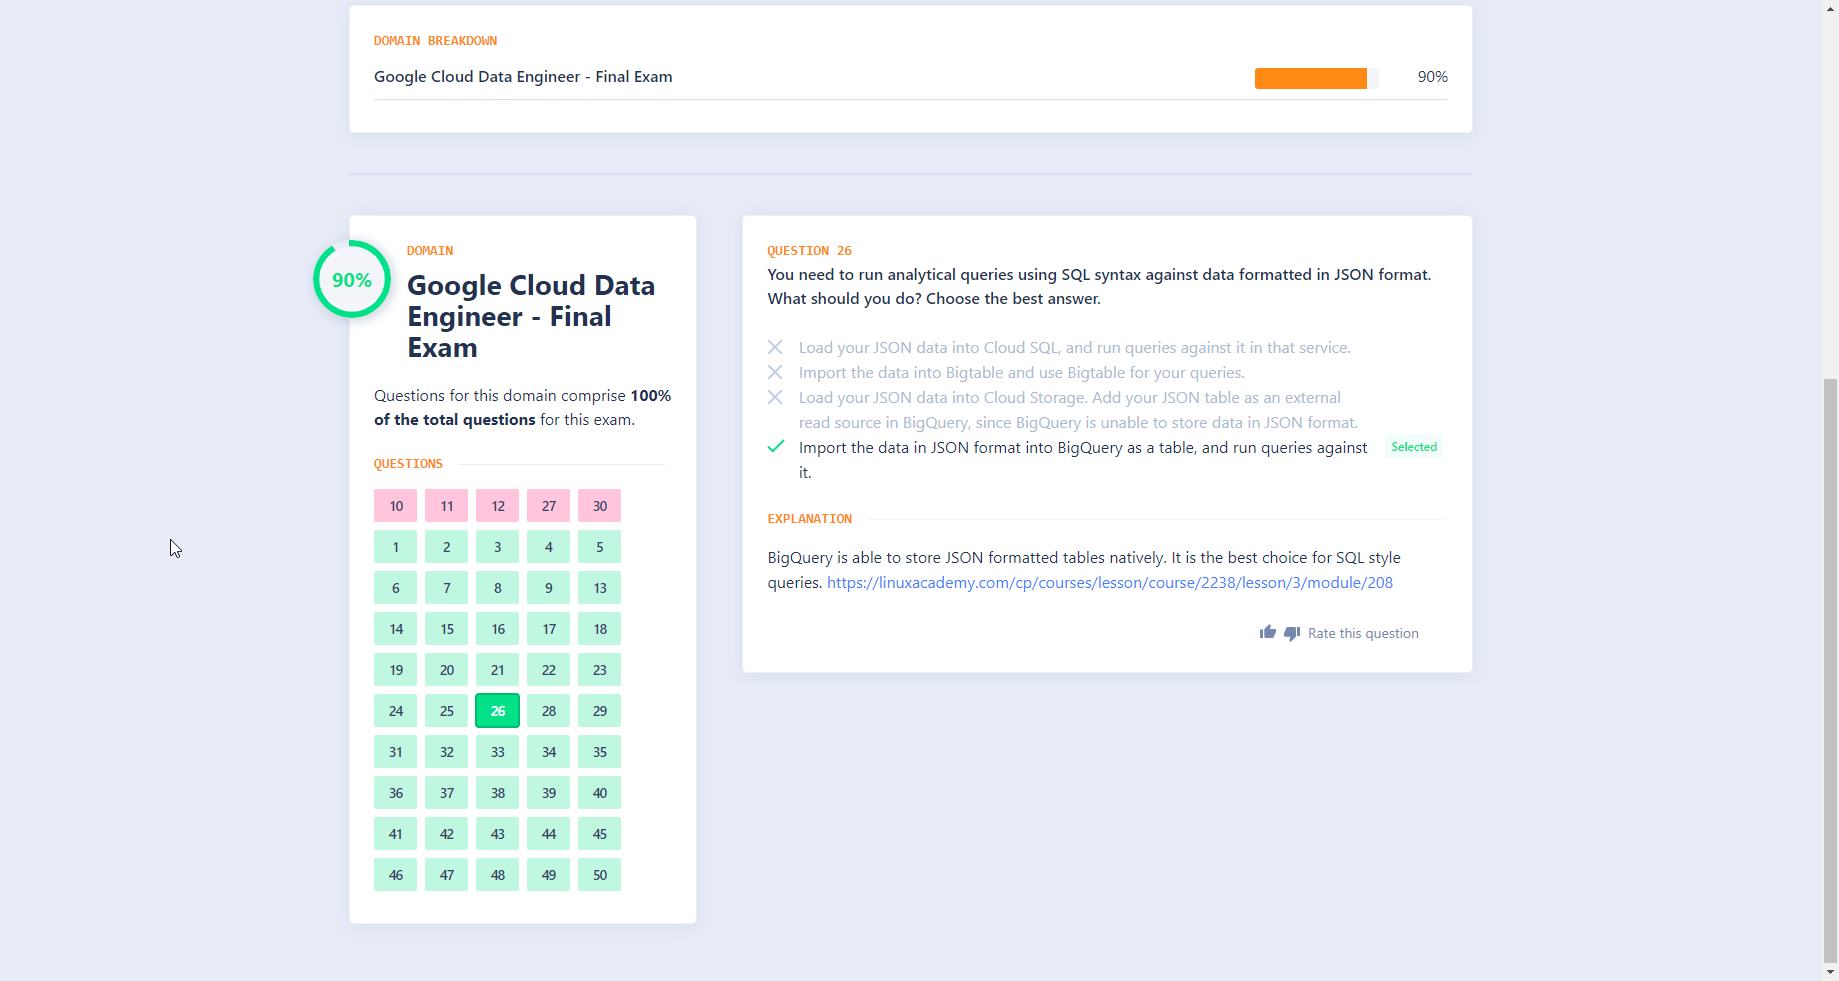 DOMAIN BREAKDOWN
Google Cloud Data Engineer - Final Exam 90%
90%
DOMAIN
Google Cloud Data
Engineer - Final
Exam
Questions for this domain comprise 100%
of the total questions for this exam.
QUESTIONS
10 11 12 27 30
1 2 3 4 5
6 7 8 9 13
14 15 16 17 18
19 20 21 22 23
24 25 26 28 29
31 32 33 34 35
36 37 38 39 40
41 42 43 44 45
46 47 48 49 50
QUESTION 26
You need to run analytical queries using SQL syntax against data formatted in JSON format.
What should you do? Choose the best answer.
Load your JSON data into Cloud SQL, and run queries against it in that service.
Import the data into Bigtable and use Bigtable for your queries.
Load your JSON data into Cloud Storage. Add your JSON table as an external
read source in BigQuery, since BigQuery is unable to store data in JSON format.
Import the data in JSON format into BigQuery as a table, and run queries against Selected
it.
EXPLANATION
BigQuery is able to store JSON formatted tables natively. It is the best choice for SQL style
queries. https://linuxacademy.com/cp/courses/lesson/course/2238/lesson/3/module/208
Rate this question